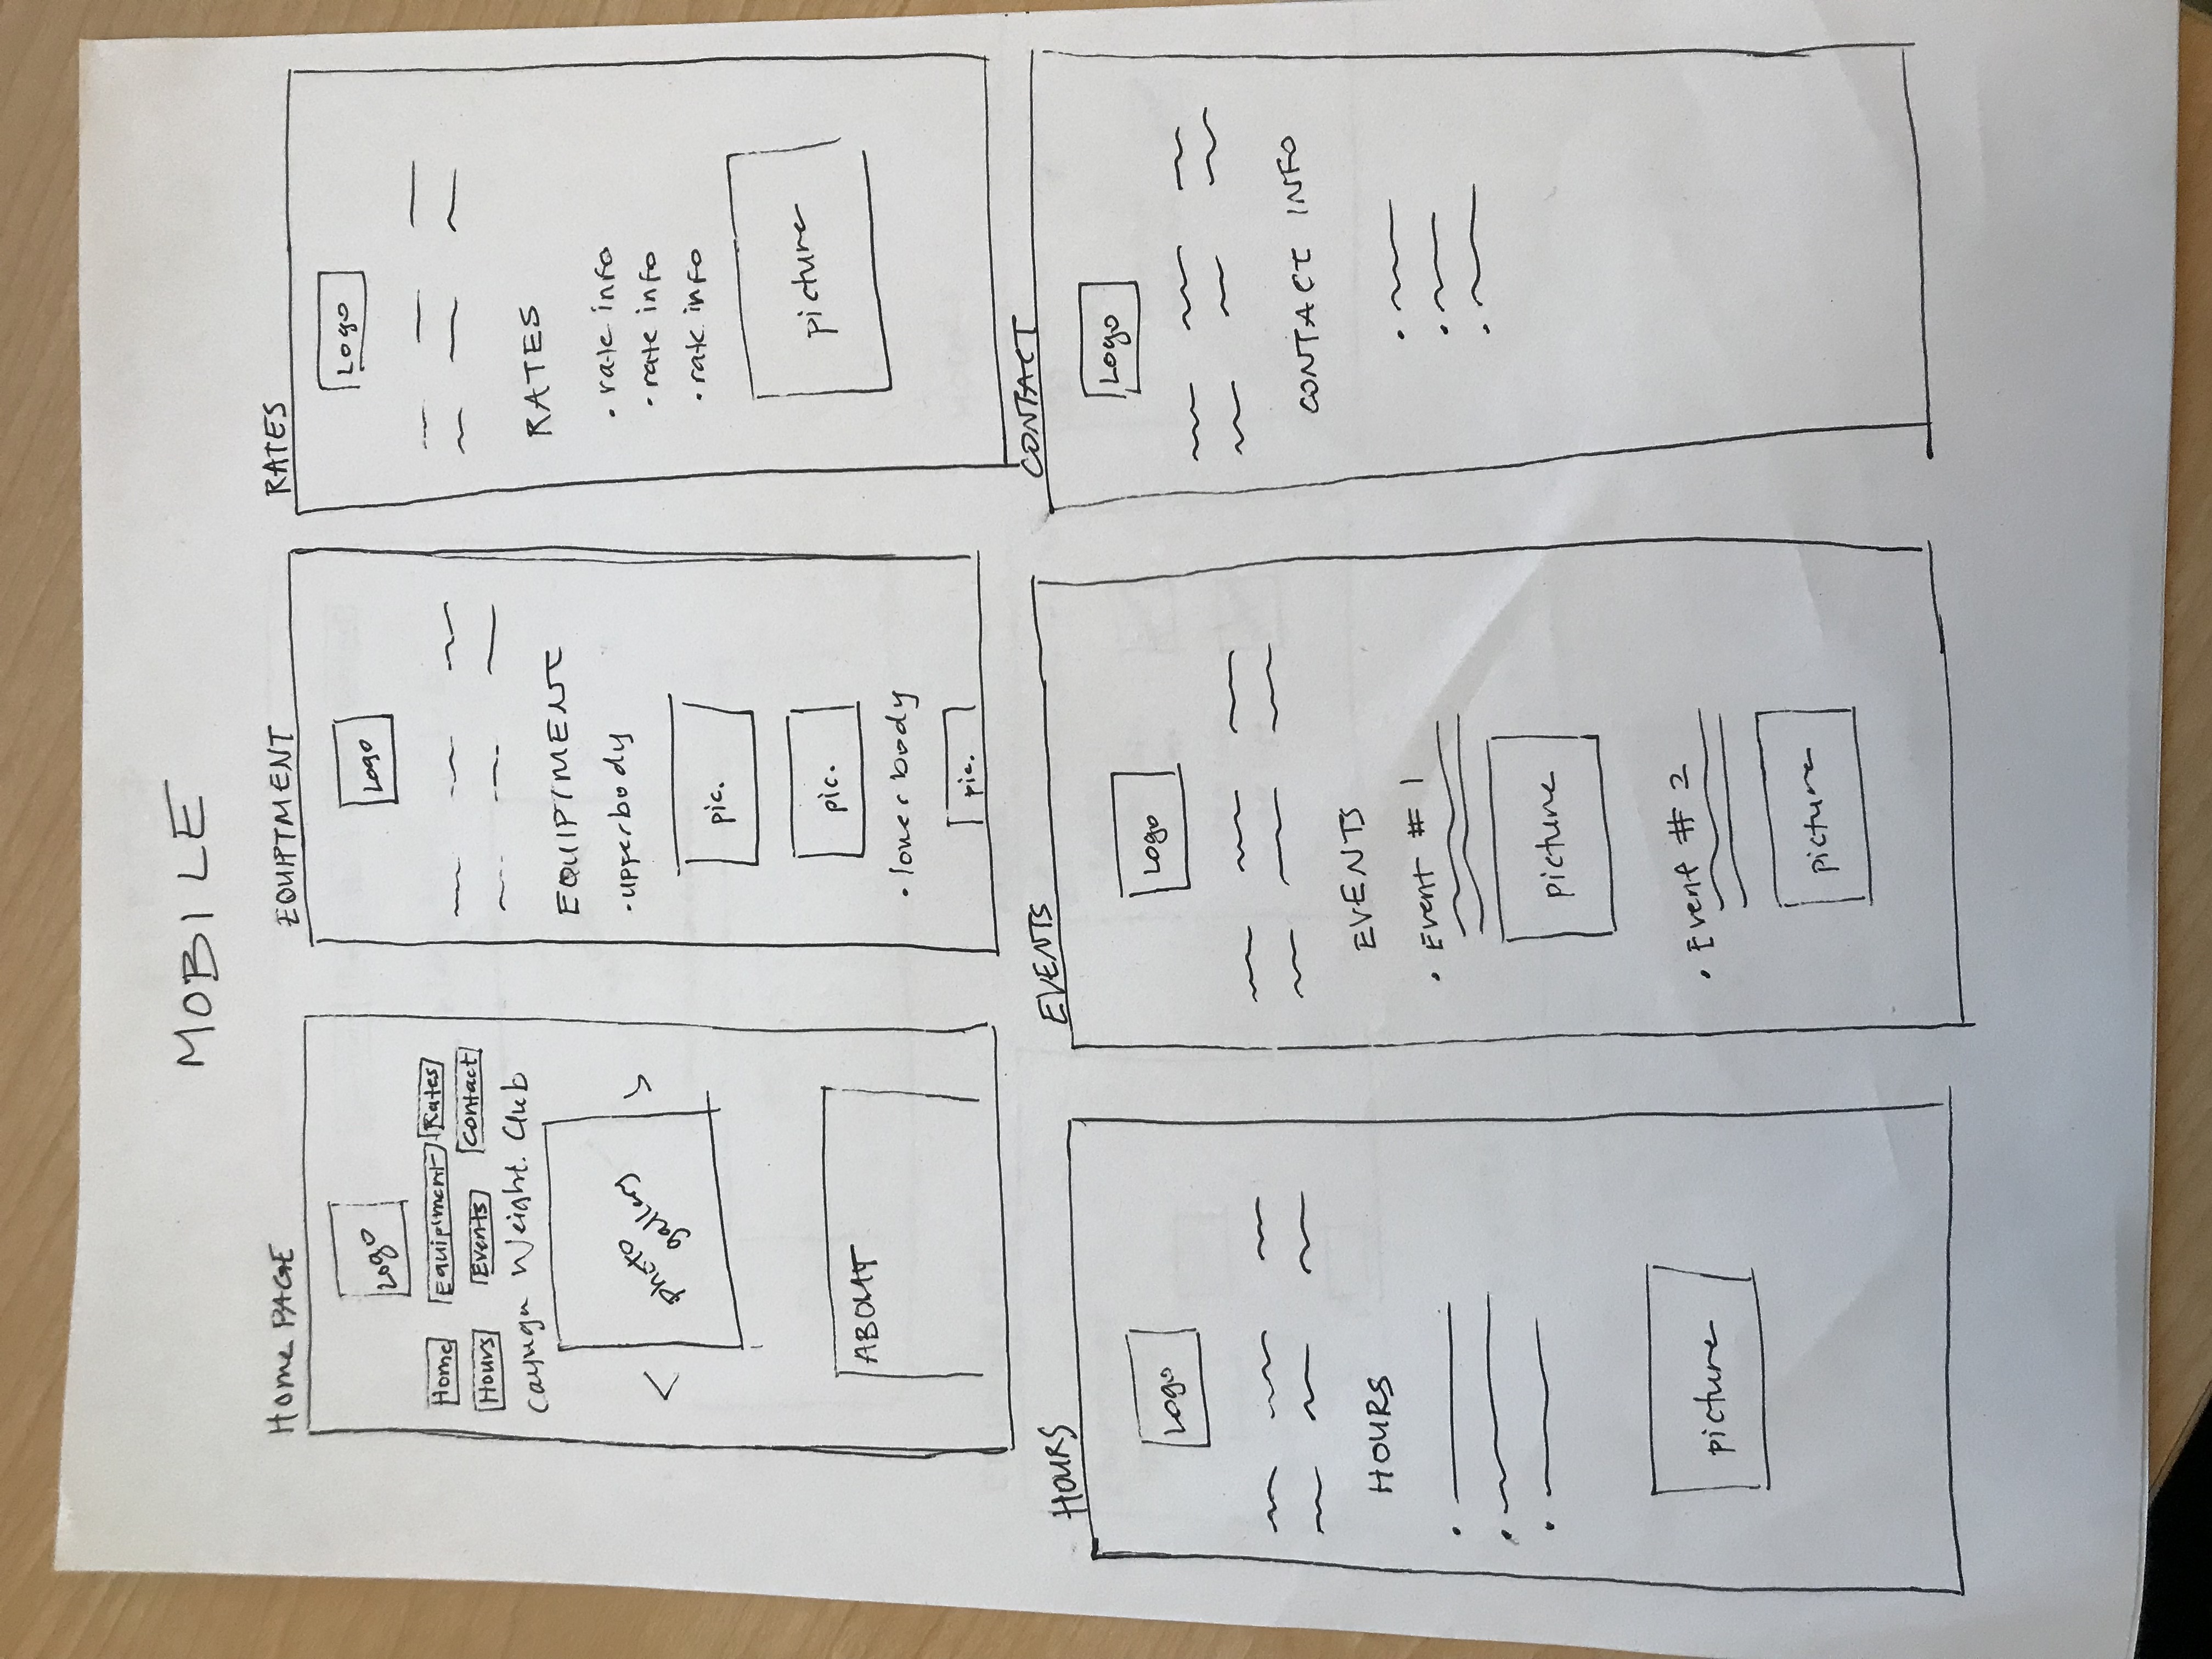 MOBILE
Home PAGE
Logo
Home Equiptment Rates
Hours Events Contact
Cayuga Weight. Club
< photo gallery >
ABOUT
EQUIPTMENT
Logo
EQUIPTMENT
• upperbody
pic.
pic.
• lower body
pic.
RATES
Logo
RATES
• rate info
• rate info
• rate info
picture
HOURS
Logo
HOURS
picture
EVENTS
Logo
EVENTS
• Event # 1
picture
• Event # 2
picture
CONTACT
Logo
CONTACT INFO